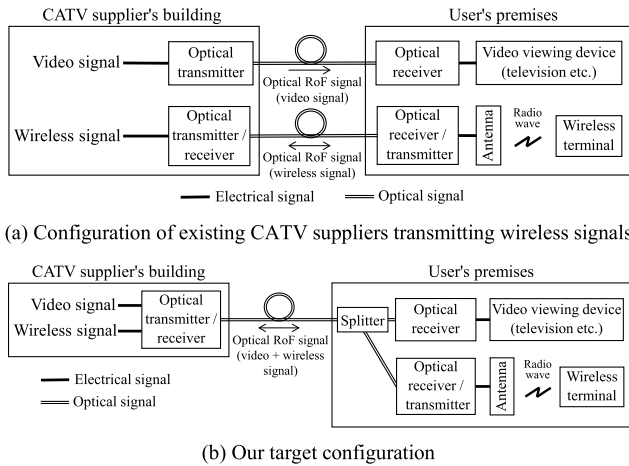 CATV supplier's building
User's premises
Video signal
Optical
transmitter
Optical RoF signal
(video signal)
Optical
receiver
Video viewing device
(television etc.)
Wireless signal
Optical
transmitter /
receiver
Optical RoF signal
(wireless signal)
Optical
receiver /
transmitter
Antenna
Radio
wave
Wireless
terminal
Electrical signal
Optical signal
(a) Configuration of existing CATV suppliers transmitting wireless signals
CATV supplier's building
User's premises
Video signal
Wireless signal
Optical
transmitter /
receiver
Optical RoF signal
(video + wireless
signal)
Splitter
Optical
receiver
Video viewing device
(television etc.)
Optical
receiver /
transmitter
Antenna
Radio
wave
Wireless
terminal
Electrical signal
Optical signal
(b) Our target configuration